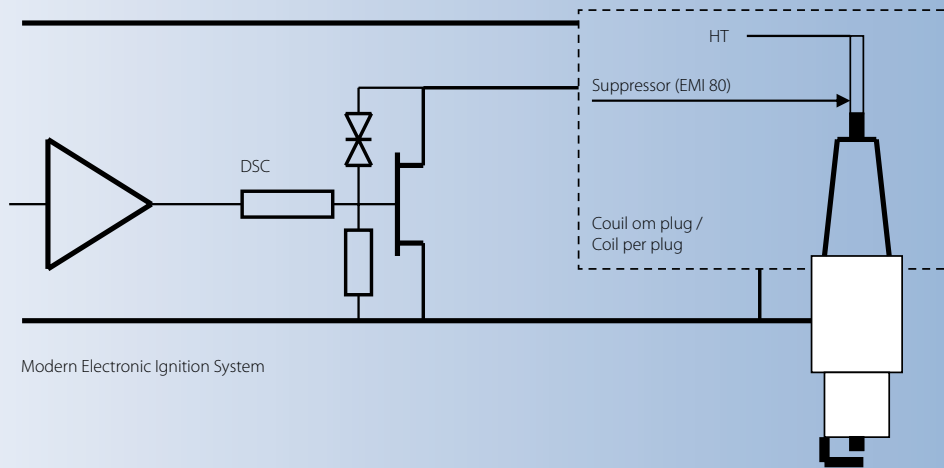 HT
Suppressor (EMI 80)
DSC
Couil om plug /
Coil per plug
Modern Electronic Ignition System